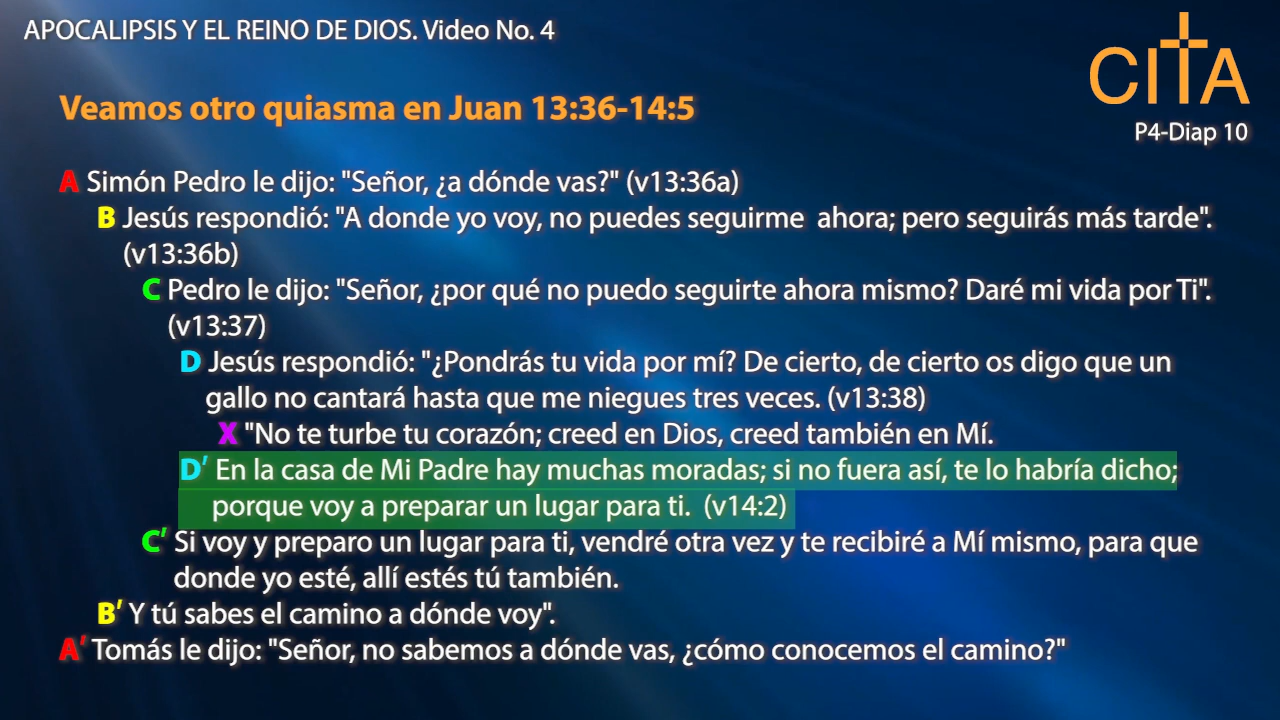 APOCALIPSIS Y EL REINO DE DIOS. Video No. 4
CITA
P4-Diap 10
Veamos otro quiasma en Juan 13:36-14:5
A Simón Pedro le dijo: "Señor, ¿a dónde vas?" (v13:36a)
B Jesús respondió: "A donde yo voy, no puedes seguirme  ahora; pero seguirás más tarde".
(v13:36b)
C Pedro le dijo: "Señor, ¿por qué no puedo seguirte ahora mismo? Daré mi vida por Ti".
(v13:37)
D Jesús respondió: "¿Pondrás tu vida por mí? De cierto, de cierto os digo que un
gallo no cantará hasta que me niegues tres veces. (v13:38)
X "No te turbe tu corazón; creed en Dios, creed también en Mí.
D' En la casa de Mi Padre hay muchas moradas; si no fuera así, te lo habría dicho;
porque voy a preparar un lugar para ti.  (v14:2)
C' Si voy y preparo un lugar para ti, vendré otra vez y te recibiré a Mí mismo, para que
donde yo esté, allí estés tú también.
B' Y tú sabes el camino a dónde voy".
A' Tomás le dijo: "Señor, no sabemos a dónde vas, ¿cómo conocemos el camino?"